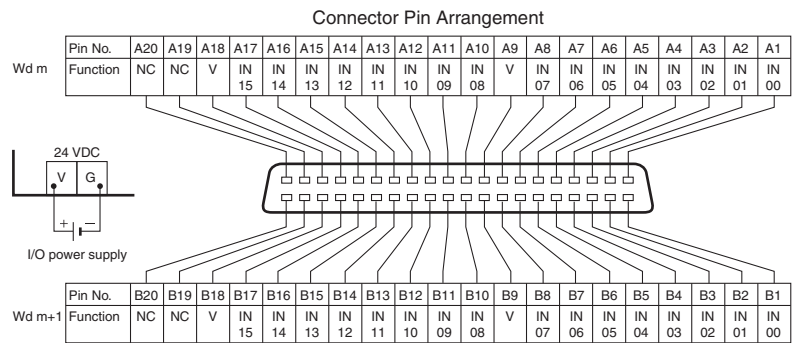 Connector Pin Arrangement
Pin No. A20 A19 A18 A17 A16 A15 A14 A13 A12 A11 A10 A9 A8 A7 A6 A5 A4 A3 A2 A1
Wd m Function NC NC V IN IN IN IN IN IN IN IN V IN IN IN IN IN IN IN IN
15 14 13 12 11 10 09 08 07 06 05 04 03 02 01 00
24 VDC
V G
+ −
I/O power supply
Pin No. B20 B19 B18 B17 B16 B15 B14 B13 B12 B11 B10 B9 B8 B7 B6 B5 B4 B3 B2 B1
Wd m+1 Function NC NC V IN IN IN IN IN IN IN IN V IN IN IN IN IN IN IN IN
15 14 13 12 11 10 09 08 07 06 05 04 03 02 01 00